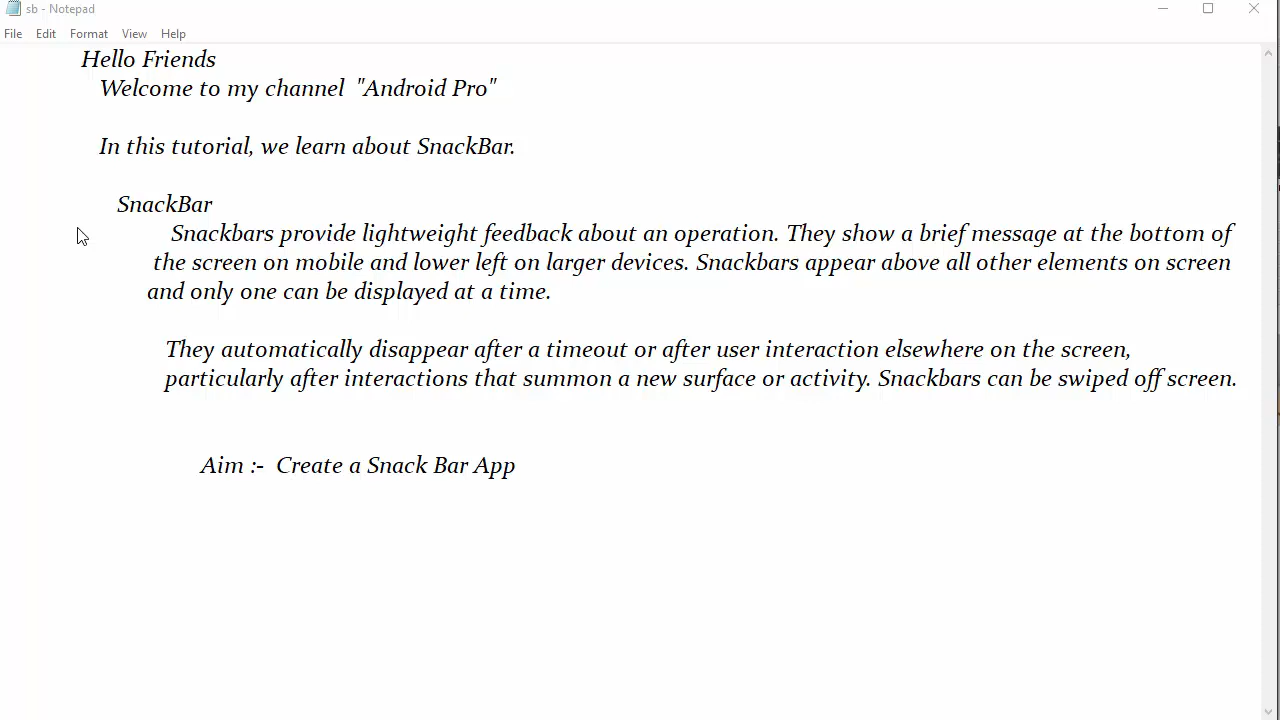 sb - Notepad
File Edit Format View Help
Hello Friends
Welcome to my channel "Android Pro"
In this tutorial, we learn about SnackBar.
SnackBar
Snackbars provide lightweight feedback about an operation. They show a brief message at the bottom of
the screen on mobile and lower left on larger devices. Snackbars appear above all other elements on screen
and only one can be displayed at a time.
They automatically disappear after a timeout or after user interaction elsewhere on the screen,
particularly after interactions that summon a new surface or activity. Snackbars can be swiped off screen.
Aim :- Create a Snack Bar App